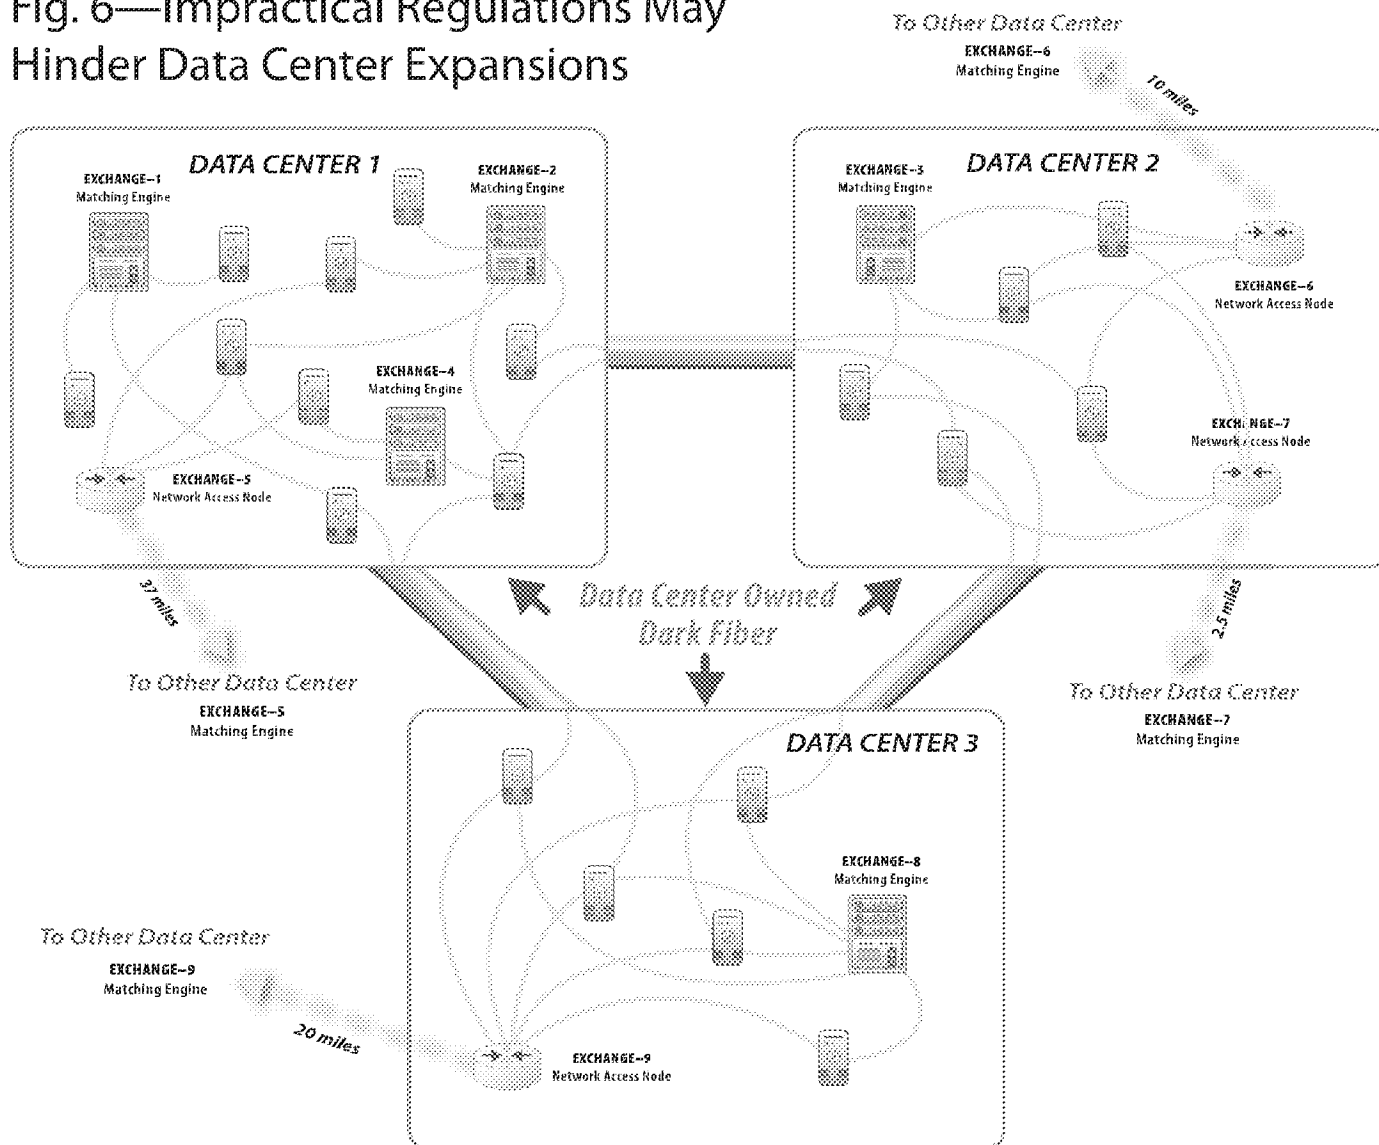 Fig. 6—Impractical Regulations May
Hinder Data Center Expansions
To Other Data Center
EXCHANGE–6
Matching Engine
10 miles
DATA CENTER 1
EXCHANGE–1
Matching Engine
EXCHANGE–2
Matching Engine
EXCHANGE–4
Matching Engine
EXCHANGE–5
Network Access Node
DATA CENTER 2
EXCHANGE–3
Matching Engine
EXCHANGE–6
Network Access Node
EXCHANGE–7
Network Access Node
37 miles
To Other Data Center
EXCHANGE–5
Matching Engine
Data Center Owned
Dark Fiber
2.5 miles
To Other Data Center
EXCHANGE–7
Matching Engine
DATA CENTER 3
EXCHANGE–8
Matching Engine
To Other Data Center
EXCHANGE–9
Matching Engine
20 miles
EXCHANGE–9
Network Access Node